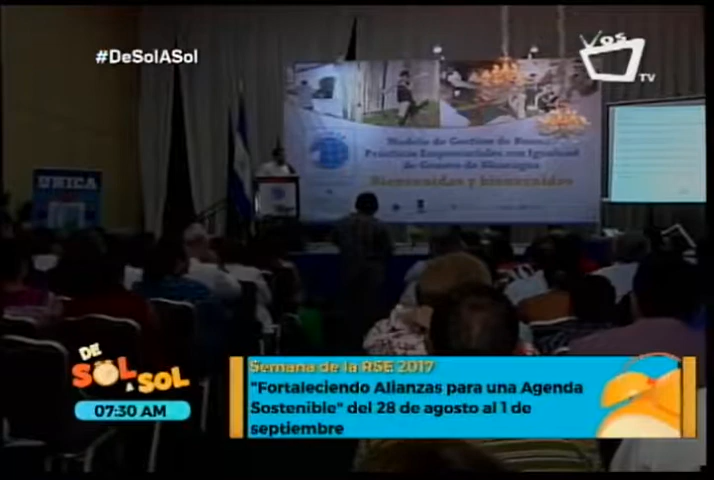 #DeSolASol
VOS
TV
Modelo de Gestión de Buenas
Prácticas Empresariales con Igualdad
de Género de Nicaragua
Bienvenidas y bienvenidos
UNICA
DE
SOL
A SOL
07:30 AM
Semana de la RSE 2017
"Fortaleciendo Alianzas para una Agenda
Sostenible" del 28 de agosto al 1 de
septiembre